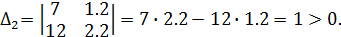 Δ₂= |7 1.2; 12 2.2| = 7 · 2.2 − 12 · 1.2 = 1 > 0.